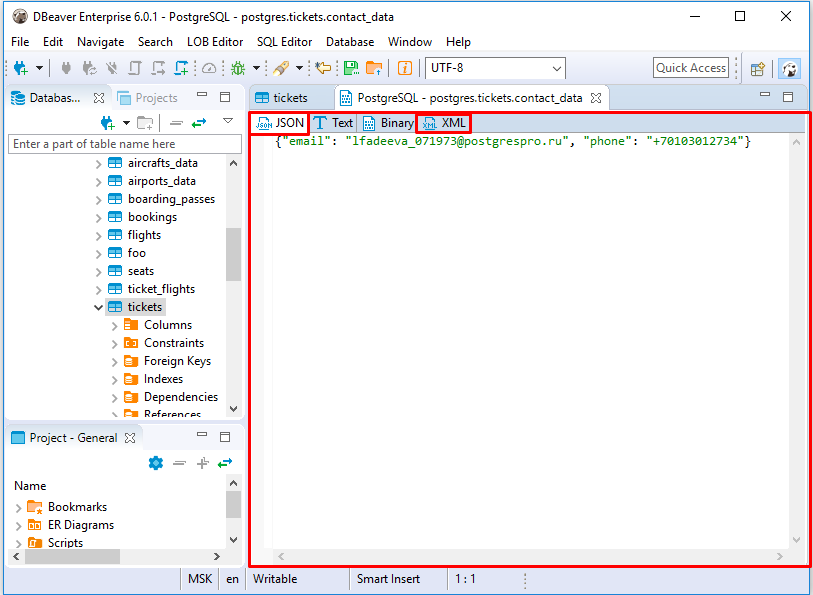 DBeaver Enterprise 6.0.1 - PostgreSQL - postgres.tickets.contact_data
File Edit Navigate Search LOB Editor SQL Editor Database Window Help
UTF-8 Quick Access
Databas... Projects
Enter a part of table name here
aircrafts_data
airports_data
boarding_passes
bookings
flights
foo
seats
ticket_flights
tickets
Columns
Constraints
Foreign Keys
Indexes
Dependencies
References
tickets PostgreSQL - postgres.tickets.contact_data
JSON Text Binary XML
{"email": "lfadeeva_071973@postgrespro.ru", "phone": "+70103012734"}
Project - General
Name
Bookmarks
ER Diagrams
Scripts
MSK en Writable Smart Insert 1 : 1